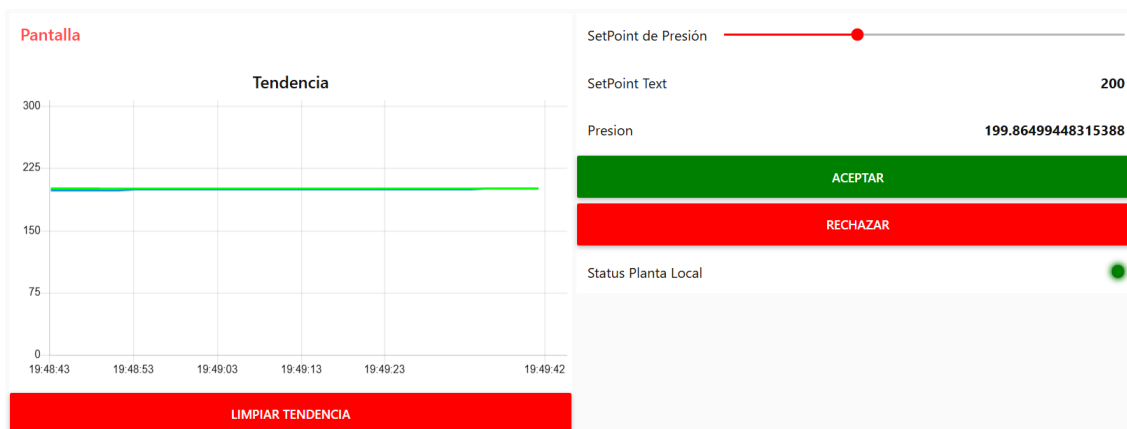 Pantalla
Tendencia
300
225
150
75
0
19:48:43 19:48:53 19:49:03 19:49:13 19:49:23 19:49:42
LIMPIAR TENDENCIA
SetPoint de Presión
SetPoint Text 200
Presion 199.86499448315388
ACEPTAR
RECHAZAR
Status Planta Local